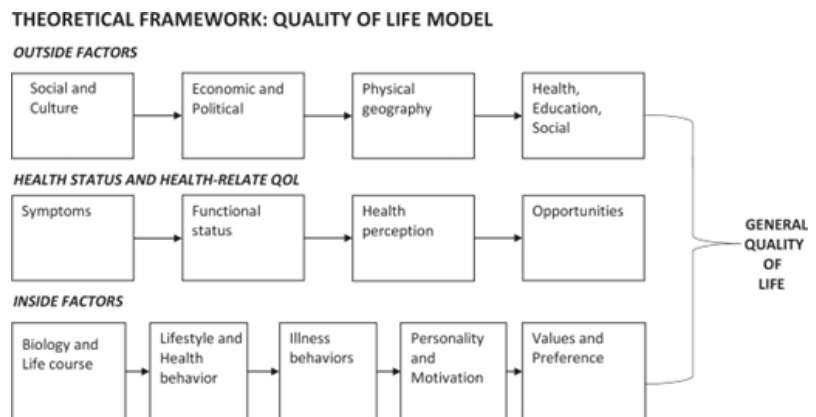 THEORETICAL FRAMEWORK: QUALITY OF LIFE MODEL
OUTSIDE FACTORS
Social and
Culture
Economic and
Political
Physical
geography
Health,
Education,
Social
HEALTH STATUS AND HEALTH-RELATE QOL
Symptoms
Functional
status
Health
perception
Opportunities
GENERAL
QUALITY
OF
LIFE
INSIDE FACTORS
Biology and
Life course
Lifestyle and
Health
behavior
Illness
behaviors
Personality
and
Motivation
Values and
Preference